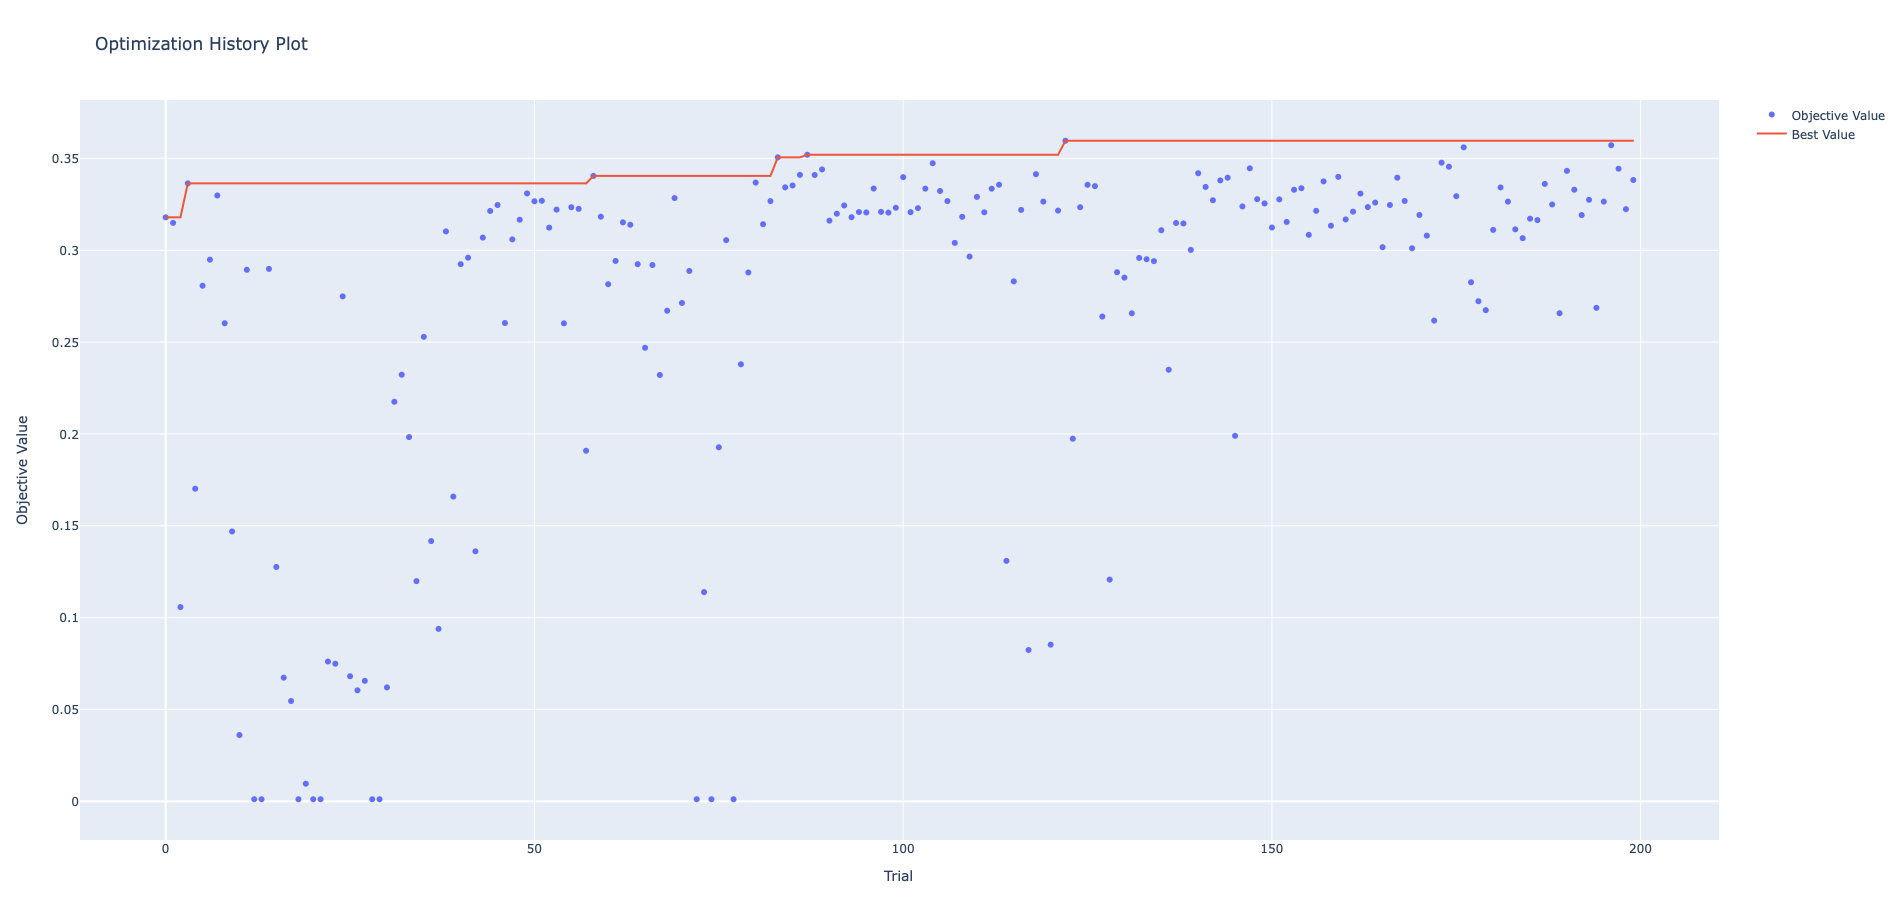 Optimization History Plot
Objective Value
Best Value
0.35
0.3
0.25
0.2
0.15
0.1
0.05
0
Objective Value
0
50
100
150
200
Trial